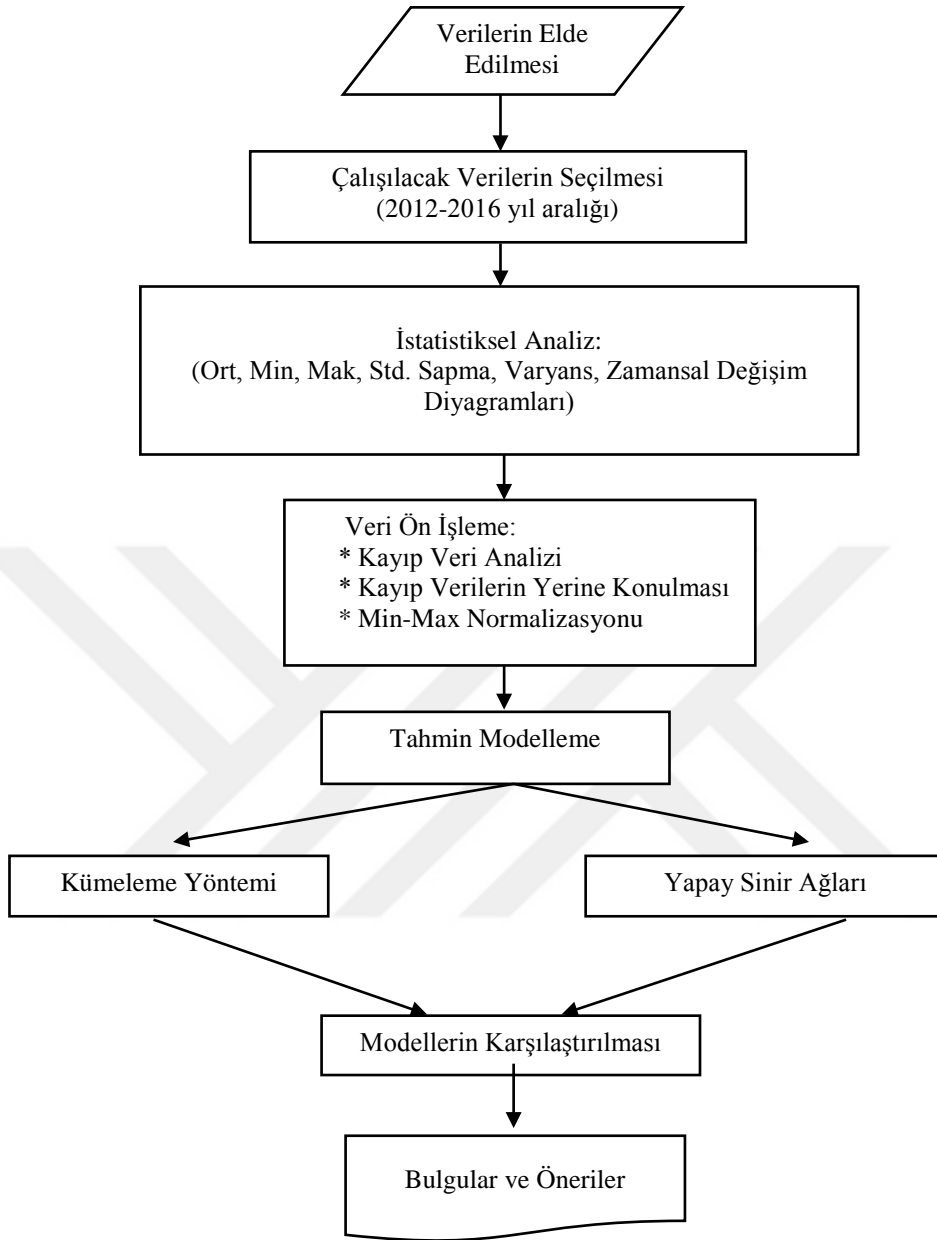 Verilerin Elde
Edilmesi
Çalışılacak Verilerin Seçilmesi
(2012-2016 yıl aralığı)
İstatistiksel Analiz:
(Ort, Min, Mak, Std. Sapma, Varyans, Zamansal Değişim
Diyagramları)
Veri Ön İşleme:
* Kayıp Veri Analizi
* Kayıp Verilerin Yerine Konulması
* Min-Max Normalizasyonu
Tahmin Modelleme
Kümeleme Yöntemi
Yapay Sinir Ağları
Modellerin Karşılaştırılması
Bulgular ve Öneriler